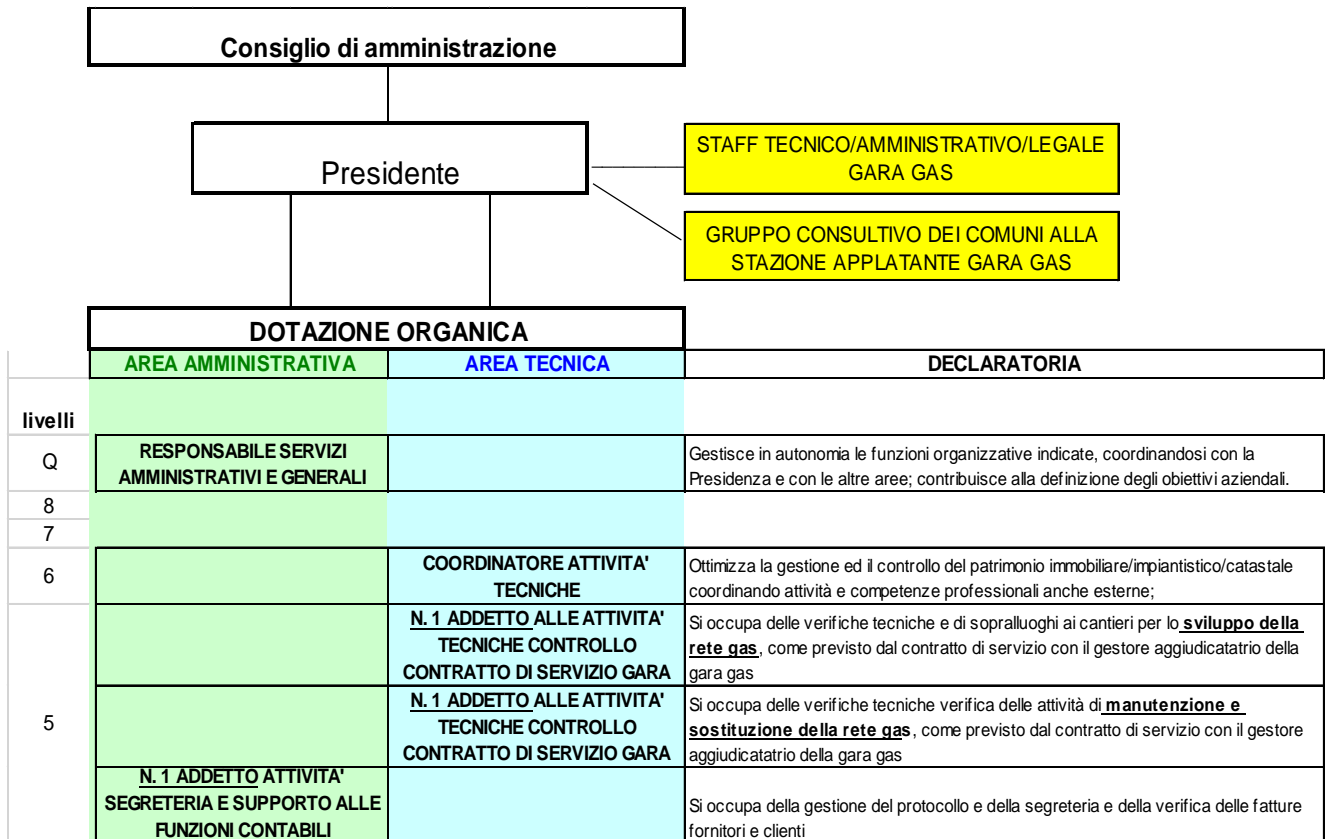 Consiglio di amministrazione
Presidente
STAFF TECNICO/AMMINISTRATIVO/LEGALE
GARA GAS
GRUPPO CONSULTIVO DEI COMUNI ALLA
STAZIONE APPLATANTE GARA GAS
DOTAZIONE ORGANICA
AREA AMMINISTRATIVA
AREA TECNICA
DECLARATORIA
livelli
Q
RESPONSABILE SERVIZI
AMMINISTRATIVI E GENERALI
Gestisce in autonomia le funzioni organizzative indicate, coordinandosi con la
Presidenza e con le altre aree; contribuisce alla definizione degli obiettivi aziendali.
8
7
6
COORDINATORE ATTIVITA'
TECNICHE
Ottimizza la gestione ed il controllo del patrimonio immobiliare/impiantistico/catastale
coordinando attività e competenze professionali anche esterne;
5
N. 1 ADDETTO ALLE ATTIVITA'
TECNICHE CONTROLLO
CONTRATTO DI SERVIZIO GARA
Si occupa delle verifiche tecniche e di sopralluoghi ai cantieri per lo sviluppo della
rete gas, come previsto dal contratto di servizio con il gestore aggiudicatatrio della
gara gas
N. 1 ADDETTO ALLE ATTIVITA'
TECNICHE CONTROLLO
CONTRATTO DI SERVIZIO GARA
Si occupa delle verifiche tecniche verifica delle attività di manutenzione e
sostituzione della rete gas, come previsto dal contratto di servizio con il gestore
aggiudicatatrio della gara gas
N. 1 ADDETTO ATTIVITA'
SEGRETERIA E SUPPORTO ALLE
FUNZIONI CONTABILI
Si occupa della gestione del protocollo e della segreteria e della verifica delle fatture
fornitori e clienti